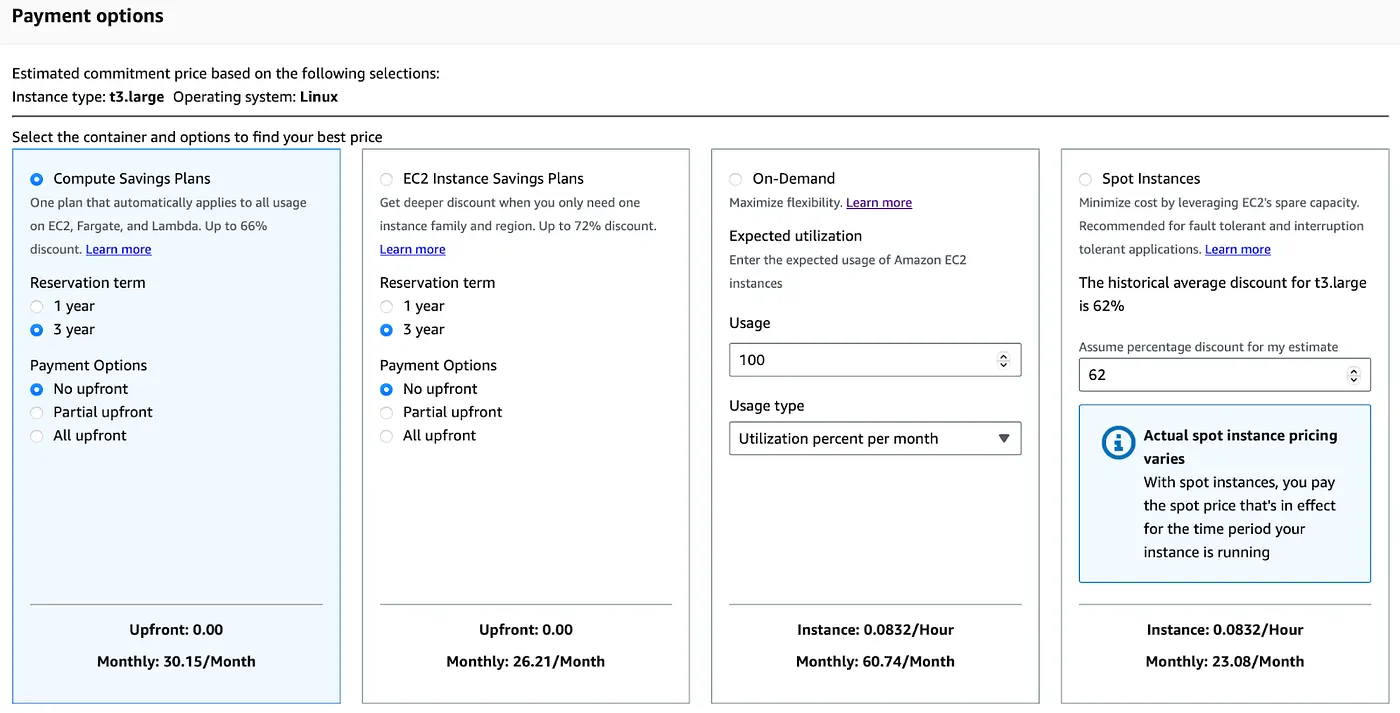 Payment options
Estimated commitment price based on the following selections:
Instance type: t3.large Operating system: Linux
Select the container and options to find your best price
Compute Savings Plans
One plan that automatically applies to all usage
on EC2, Fargate, and Lambda. Up to 66%
discount. Learn more
Reservation term
1 year
3 year
Payment Options
No upfront
Partial upfront
All upfront
Upfront: 0.00
Monthly: 30.15/Month
EC2 Instance Savings Plans
Get deeper discount when you only need one
instance family and region. Up to 72% discount.
Learn more
Reservation term
1 year
3 year
Payment Options
No upfront
Partial upfront
All upfront
Upfront: 0.00
Monthly: 26.21/Month
On-Demand
Maximize flexibility. Learn more
Expected utilization
Enter the expected usage of Amazon EC2
instances
Usage
100
Usage type
Utilization percent per month
Instance: 0.0832/Hour
Monthly: 60.74/Month
Spot Instances
Minimize cost by leveraging EC2's spare capacity.
Recommended for fault tolerant and interruption
tolerant applications. Learn more
The historical average discount for t3.large
is 62%
Assume percentage discount for my estimate
62
Actual spot instance pricing
varies
With spot instances, you pay
the spot price that's in effect
for the time period your
instance is running
Instance: 0.0832/Hour
Monthly: 23.08/Month